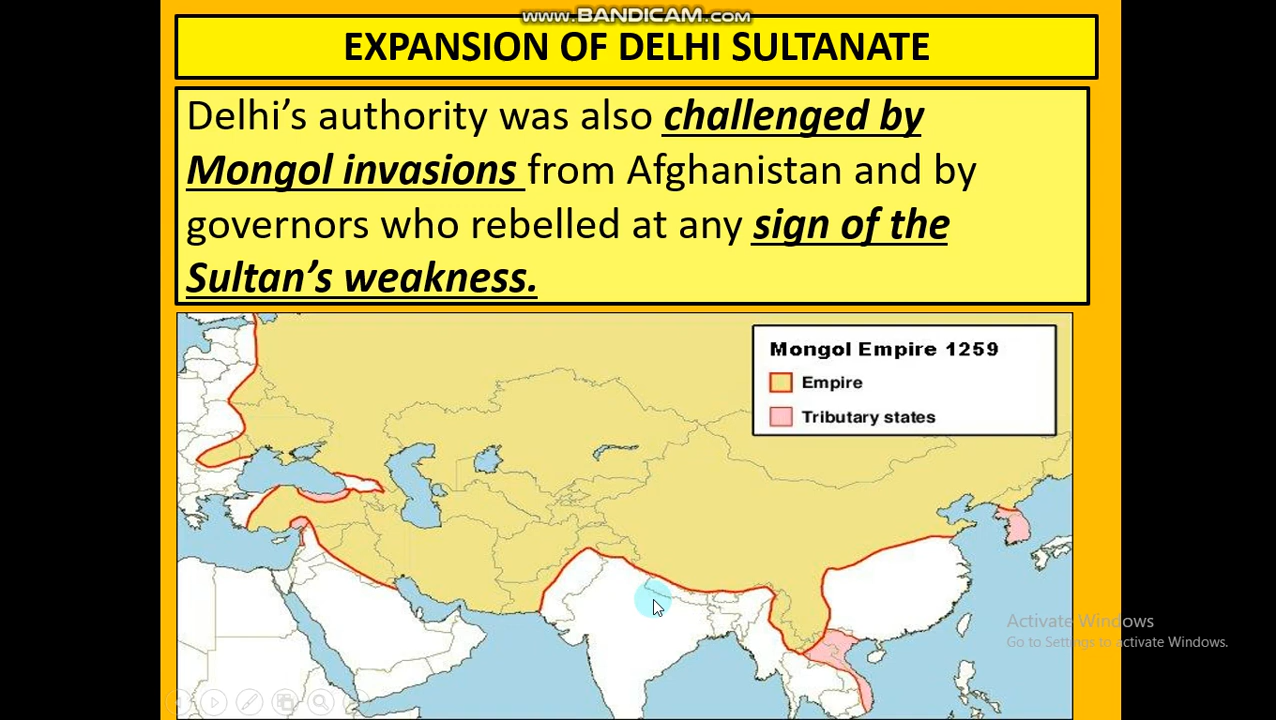 WWW.BANDICAM.COM
EXPANSION OF DELHI SULTANATE
Delhi’s authority was also challenged by
Mongol invasions from Afghanistan and by
governors who rebelled at any sign of the
Sultan’s weakness.
Mongol Empire 1259
Empire
Tributary states
Activate Windows
Go to Settings to activate Windows.